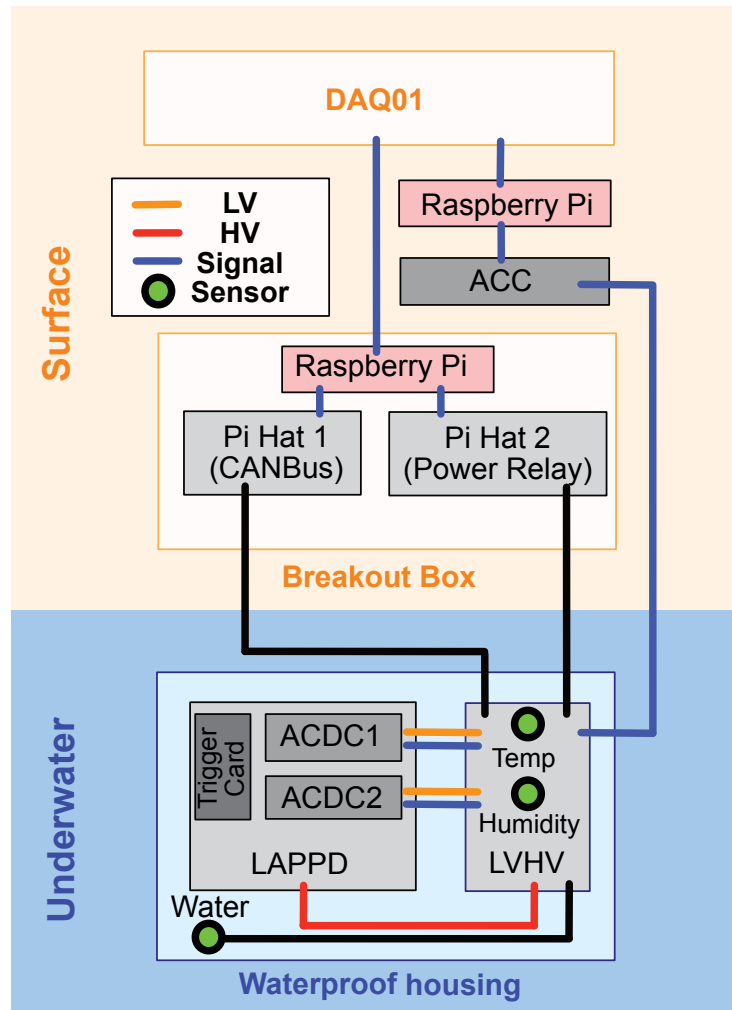 DAQ01
LV
HV
Signal
Sensor
Raspberry Pi
ACC
Surface
Raspberry Pi
Pi Hat 1
(CANBus)
Pi Hat 2
(Power Relay)
Breakout Box
Underwater
Trigger
Card
ACDC1
ACDC2
LAPPD
Temp
Humidity
LVHV
Water
Waterproof housing